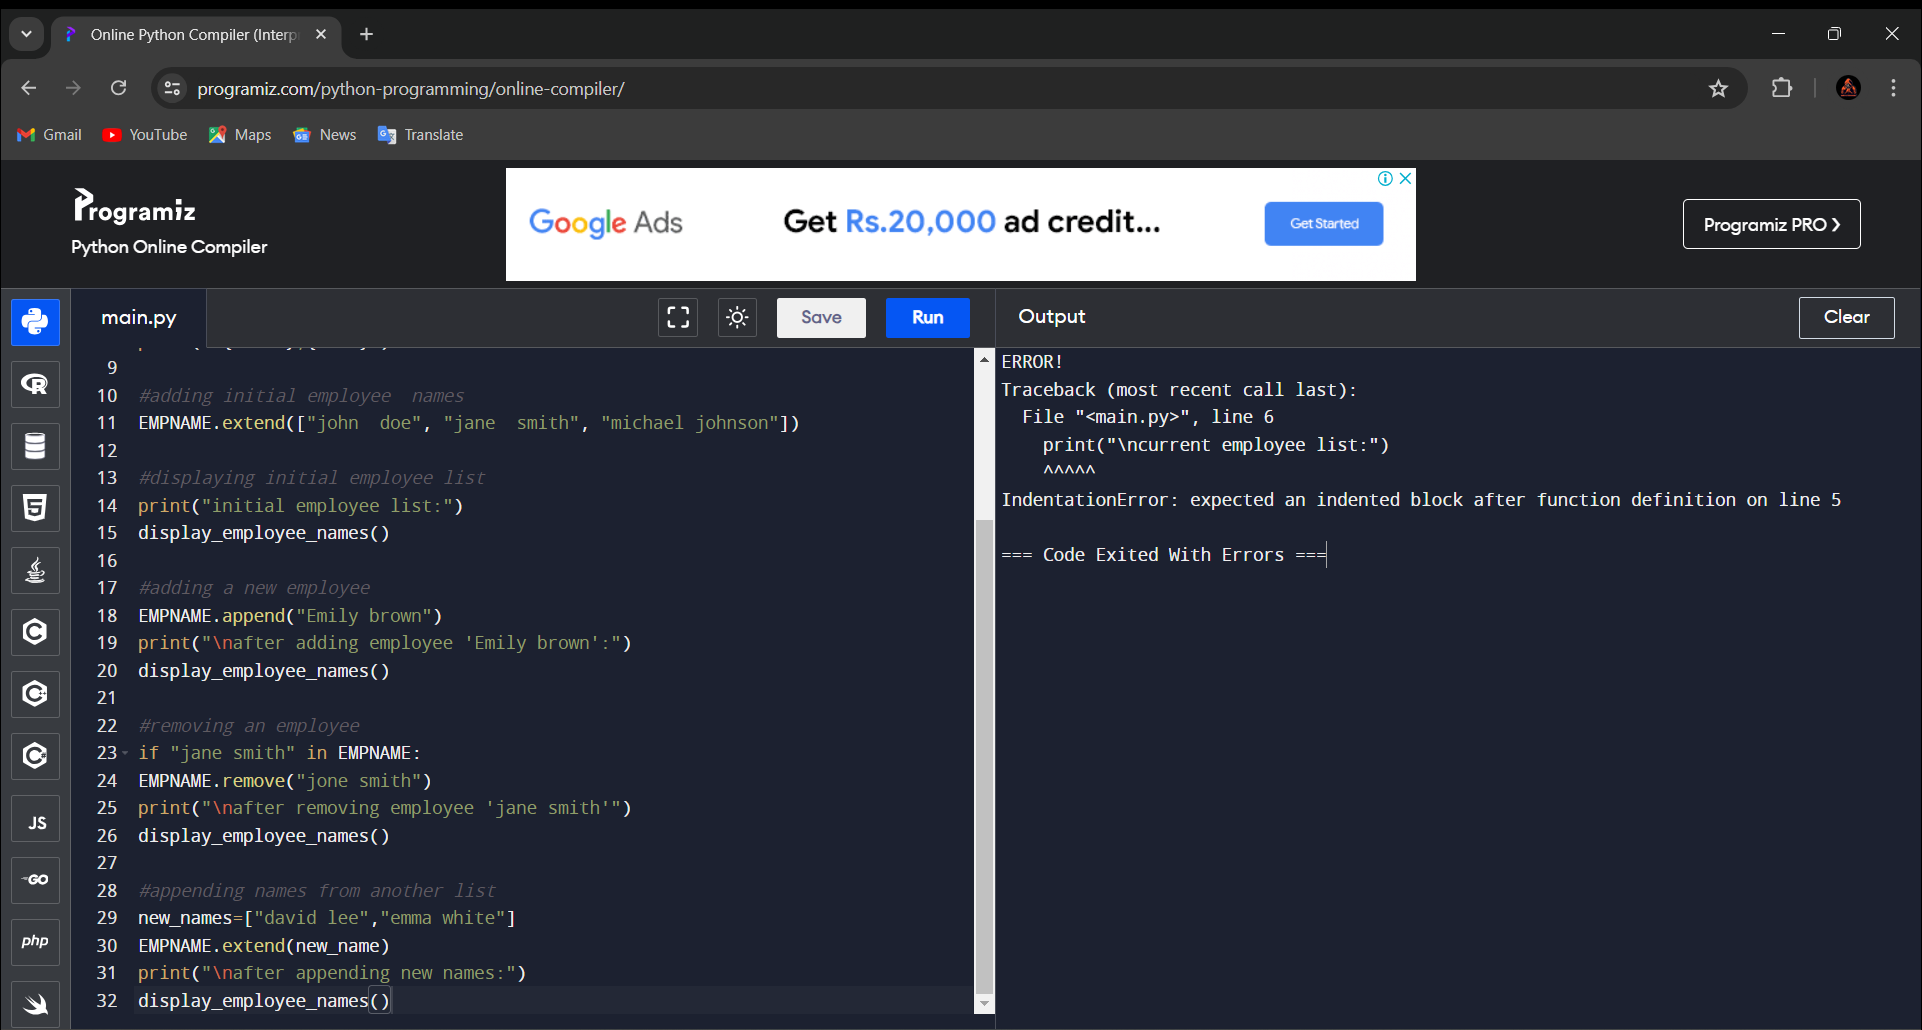 Online Python Compiler (Interp
programiz.com/python-programming/online-compiler/
Gmail
YouTube
Maps
News
Translate
Programiz
Python Online Compiler
Google Ads
Get Rs.20,000 ad credit...
Get Started
Programiz PRO ❯
main.py
Save
Run
Output
Clear
9
10 #adding initial employee  names
11 EMPNAME.extend(["john  doe", "jane  smith", "michael johnson"])
12
13 #displaying initial employee list
14 print("initial employee list:")
15 display_employee_names()
16
17 #adding a new employee
18 EMPNAME.append("Emily brown")
19 print("\nafter adding employee 'Emily brown':")
20 display_employee_names()
21
22 #removing an employee
23 if "jane smith" in EMPNAME:
24 EMPNAME.remove("jone smith")
25 print("\nafter removing employee 'jane smith'")
26 display_employee_names()
27
28 #appending names from another list
29 new_names=["david lee","emma white"]
30 EMPNAME.extend(new_name)
31 print("\nafter appending new names:")
32 display_employee_names()
ERROR!
Traceback (most recent call last):
  File "<main.py>", line 6
    print("\ncurrent employee list:")
    ^^^^^
IndentationError: expected an indented block after function definition on line 5
=== Code Exited With Errors ===
R
5
C
C
C
JS
GO
php